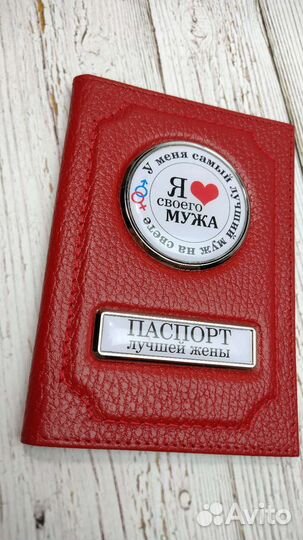 У меня самый лучший муж на свете
Я ❤
своего
МУЖА
ПАСПОРТ
лучшей жены
Avito